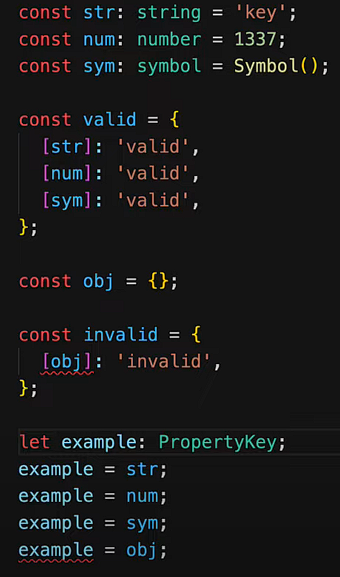 const str: string = 'key';
const num: number = 1337;
const sym: symbol = Symbol();
const valid = {
[str]: 'valid',
[num]: 'valid',
[sym]: 'valid',
};
const obj = {};
const invalid = {
[obj]: 'invalid',
};
let example: PropertyKey;
example = str;
example = num;
example = sym;
example = obj;